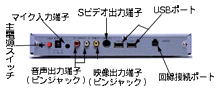 Sビデオ出力端子
マイク入力端子
USBポート
主電源スイッチ
音声出力端子
(ピンジャック)
映像出力端子
(ピンジャック)
回線接続ポート